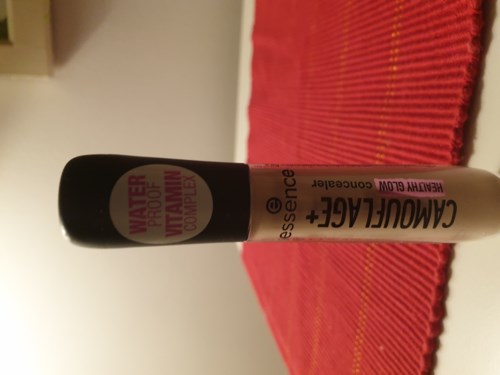 WATER
PROOF
VITAMIN
COMPLEX
essence
CAMOUFLAGE+
HEALTHY GLOW
concealer